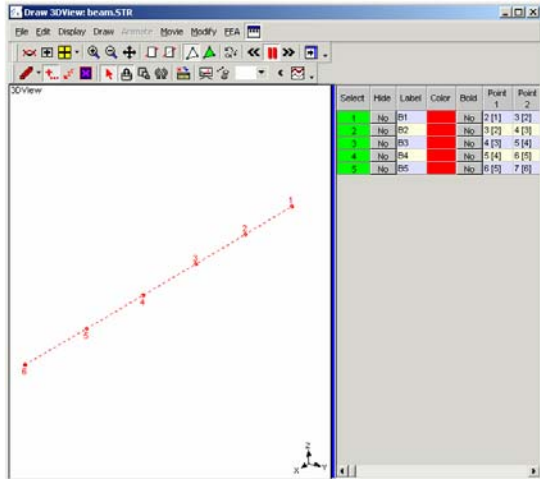 Draw 3DView: beam.STR
File Edit Display Draw Animate Movie Modify FEA
3DView
Select Hide Label Color Bold Point 1 Point 2
1 No B1 No 2 [1] 3 [2]
2 No B2 No 3 [2] 4 [3]
3 No B3 No 4 [3] 5 [4]
4 No B4 No 5 [4] 6 [5]
5 No B5 No 6 [5] 7 [6]
1
2
3
4
5
6
Z
X Y